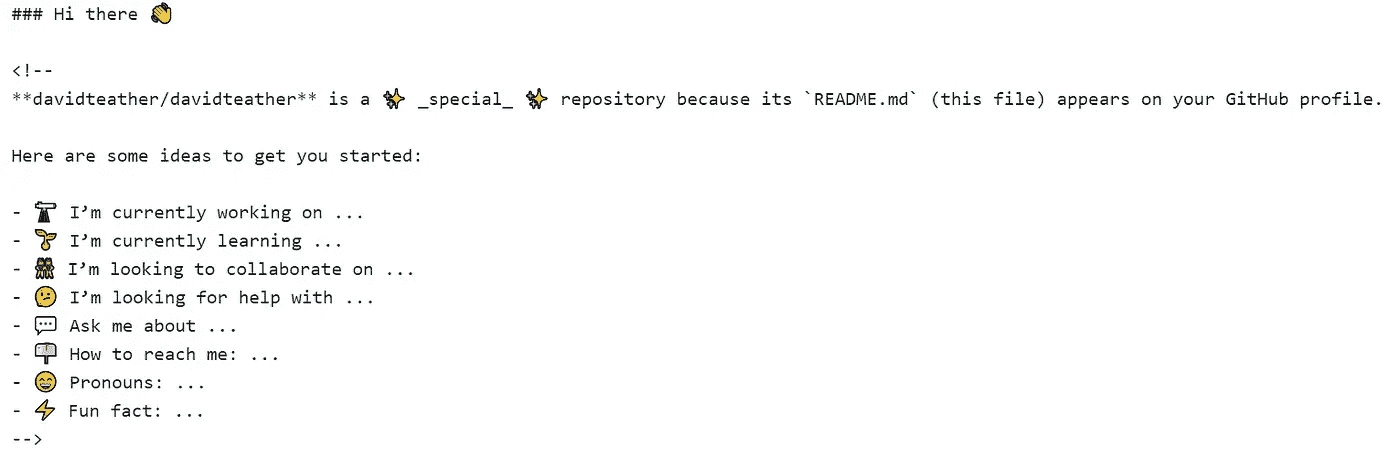 ### Hi there 👋
<!--
**davidteather/davidteather** is a ✨ _special_ ✨ repository because its `README.md` (this file) appears on your GitHub profile.
Here are some ideas to get you started:
- 🔭 I’m currently working on ...
- 🌱 I’m currently learning ...
- 👯 I’m looking to collaborate on ...
- 🤔 I’m looking for help with ...
- 💬 Ask me about ...
- 📫 How to reach me: ...
- 😄 Pronouns: ...
- ⚡ Fun fact: ...
-->